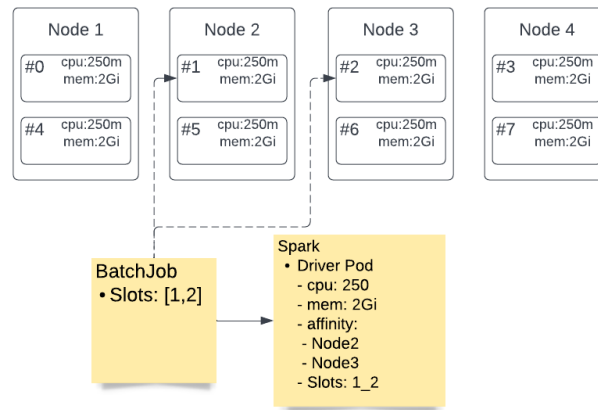 Node 1
#0 cpu:250m
mem:2Gi
#4 cpu:250m
mem:2Gi
Node 2
#1 cpu:250m
mem:2Gi
#5 cpu:250m
mem:2Gi
Node 3
#2 cpu:250m
mem:2Gi
#6 cpu:250m
mem:2Gi
Node 4
#3 cpu:250m
mem:2Gi
#7 cpu:250m
mem:2Gi
BatchJob
• Slots: [1,2]
Spark
• Driver Pod
- cpu: 250
- mem: 2Gi
- affinity:
- Node2
- Node3
- Slots: 1_2